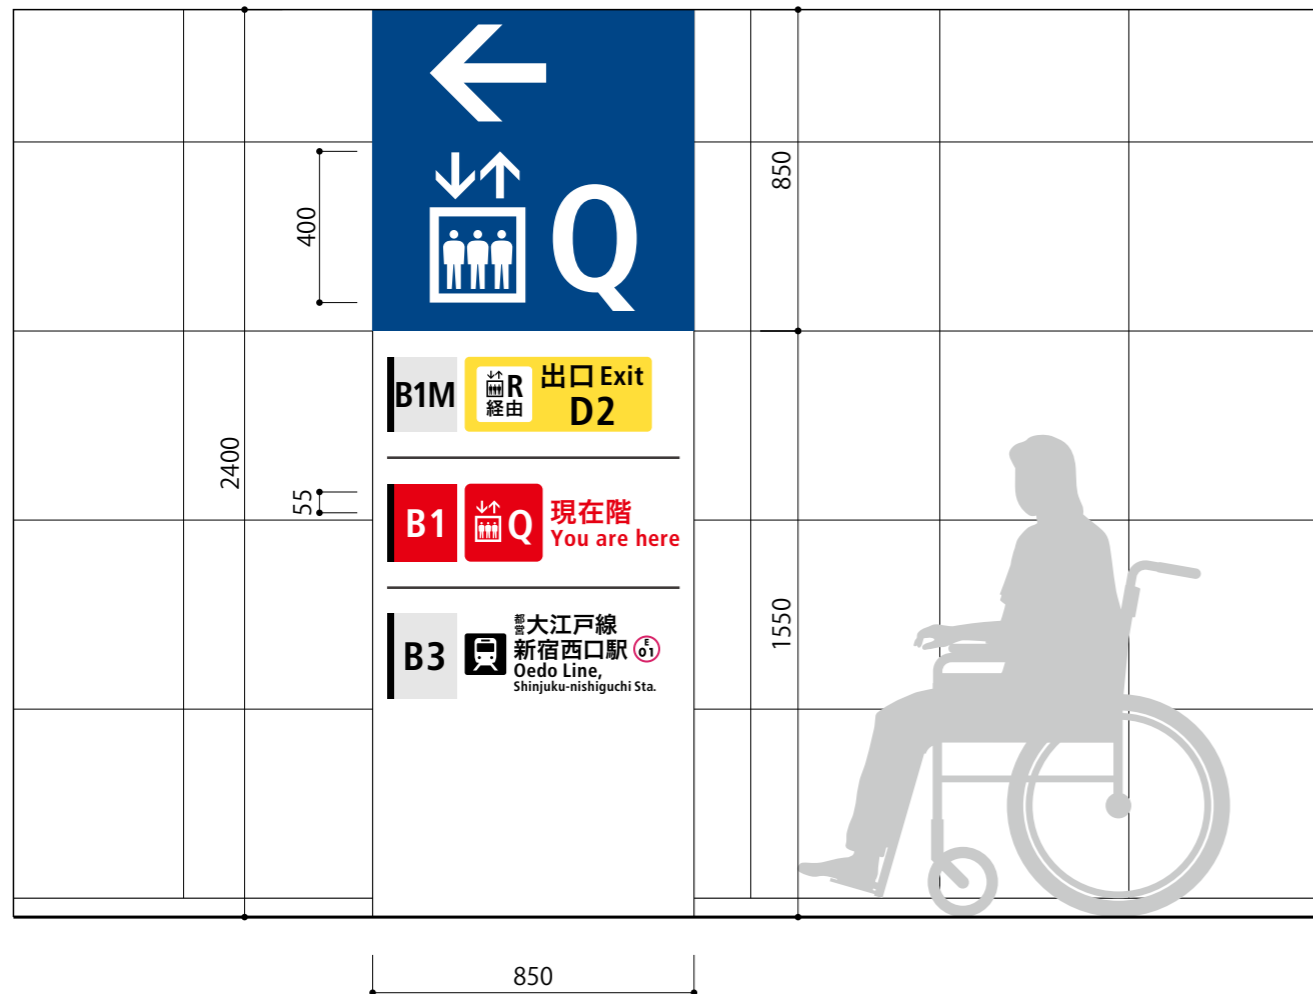 Q
400
850
2400
55
1550
850
B1M
R
経由
出口 Exit
D2
B1
Q
現在階
You are here
B3
都営大江戸線
新宿西口駅
E
01
Oedo Line,
Shinjuku-nishiguchi Sta.